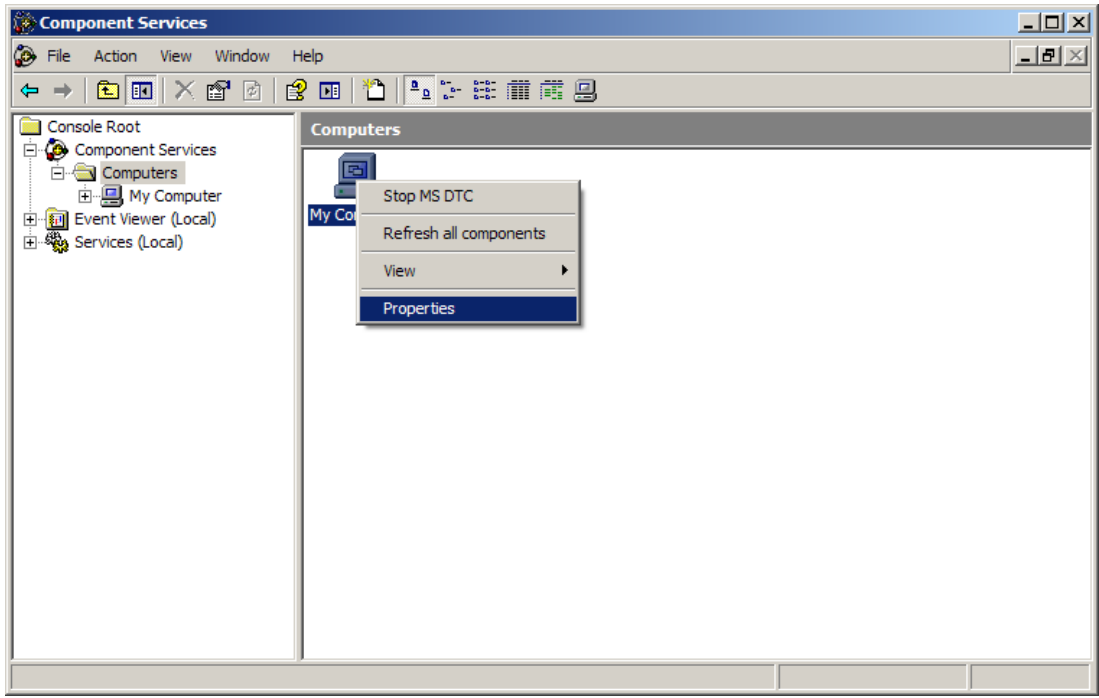 Component Services
File Action View Window Help
Console Root
Component Services
Computers
My Computer
Event Viewer (Local)
Services (Local)
Computers
My Co
Stop MS DTC
Refresh all components
View
Properties